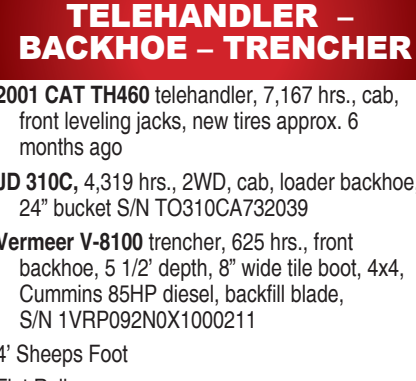 TELEHANDLER –
BACKHOE – TRENCHER
2001 CAT TH460 telehandler, 7,167 hrs., cab,
front leveling jacks, new tires approx. 6
months ago
JD 310C, 4,319 hrs., 2WD, cab, loader backhoe,
24” bucket S/N TO310CA732039
Vermeer V-8100 trencher, 625 hrs., front
backhoe, 5 1/2’ depth, 8” wide tile boot, 4x4,
Cummins 85HP diesel, backfill blade,
S/N 1VRP092N0X1000211
4’ Sheeps Foot